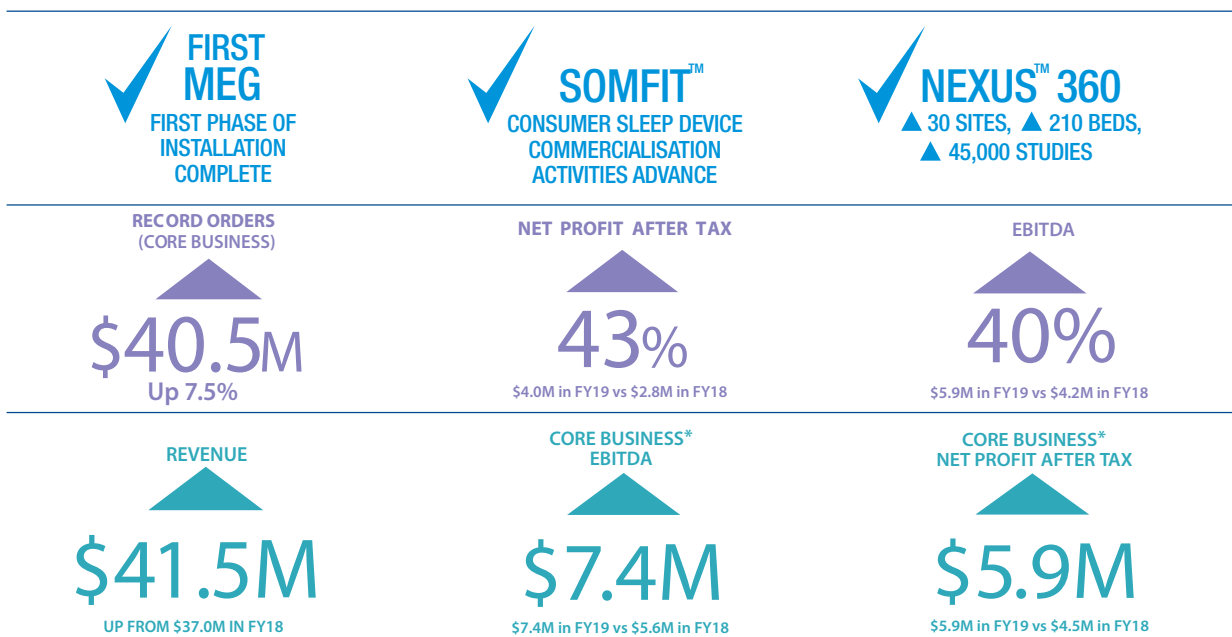 FIRST
MEG
FIRST PHASE OF
INSTALLATION
COMPLETE
SOMFIT™
CONSUMER SLEEP DEVICE
COMMERCIALISATION
ACTIVITIES ADVANCE
NEXUS™ 360
▲ 30 SITES, ▲ 210 BEDS,
▲ 45,000 STUDIES
RECORD ORDERS
(CORE BUSINESS)
$40.5M
Up 7.5%
NET PROFIT AFTER TAX
43%
$4.0M in FY19 vs $2.8M in FY18
EBITDA
40%
$5.9M in FY19 vs $4.2M in FY18
REVENUE
$41.5M
UP FROM $37.0M IN FY18
CORE BUSINESS*
EBITDA
$7.4M
$7.4M in FY19 vs $5.6M in FY18
CORE BUSINESS*
NET PROFIT AFTER TAX
$5.9M
$5.9M in FY19 vs $4.5M in FY18